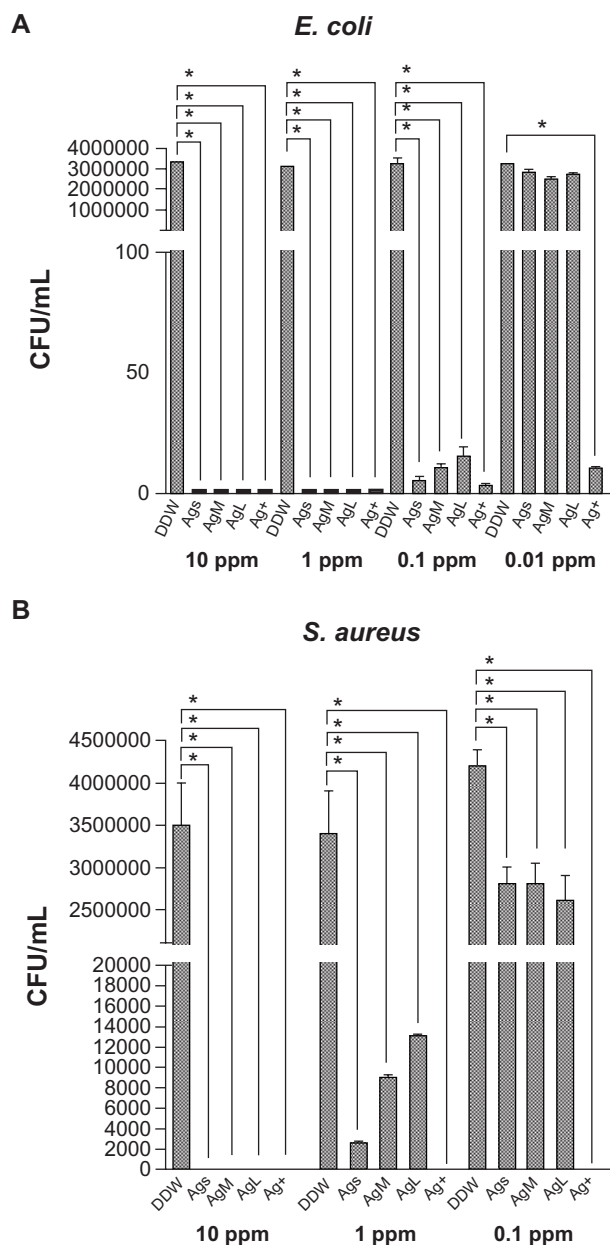 A
E. coli
* * * *
* * * *
* * * *
*
4000000
3000000
2000000
1000000
100
50
0
CFU/mL
DDW Ags AgM AgL Ag+ DDW Ags AgM AgL Ag+ DDW Ags AgM AgL Ag+ DDW Ags AgM AgL Ag+
10 ppm 1 ppm 0.1 ppm 0.01 ppm
B
S. aureus
* * * *
* * * *
* * * *
4500000
4000000
3500000
3000000
2500000
20000
18000
16000
14000
12000
10000
8000
6000
4000
2000
0
CFU/mL
DDW Ags AgM AgL Ag+ DDW Ags AgM AgL Ag+ DDW Ags AgM AgL Ag+
10 ppm 1 ppm 0.1 ppm